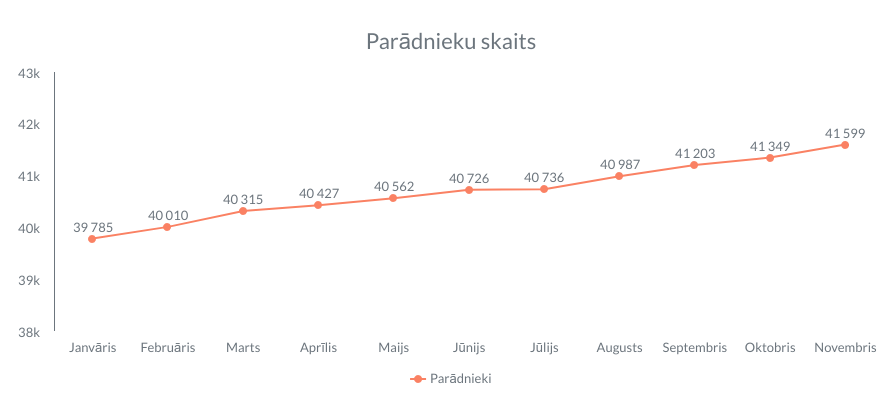 Parādnieku skaits
43k
42k
41k
40k
39k
38k
39 785
40 010
40 315
40 427
40 562
40 726
40 736
40 987
41 203
41 349
41 599
Janvāris Februāris Marts Aprīlis Maijs Jūnijs Jūlijs Augusts Septembris Oktobris Novembris
Parādnieki